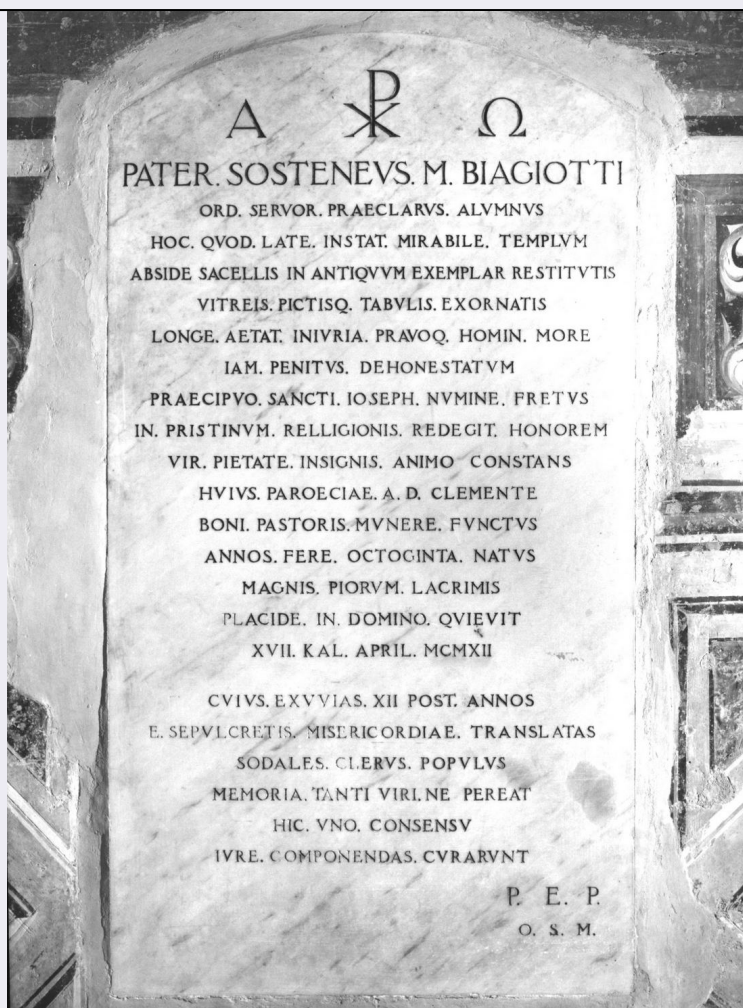 Α ☧ Ω
PATER. SOSTENEVS. M. BIAGIOTTI
ORD. SERVOR. PRAECLARVS. ALVMNVS
HOC. QVOD. LATE. INSTAT. MIRABILE. TEMPLVM
ABSIDE SACELLIS IN ANTIQVVM EXEMPLAR RESTITVTIS
VITREIS. PICTISQ. TABVLIS. EXORNATIS
LONGE. AETAT. INIVRIA. PRAVOQ. HOMIN. MORE
IAM. PENITVS. DEHONESTATVM
PRAECIPVO. SANCTI. IOSEPH. NVMINE. FRETVS
IN. PRISTINVM. RELLIGIONIS. REDEGIT. HONOREM
VIR. PIETATE. INSIGNIS. ANIMO CONSTANS
HVIVS. PAROECIAE. A. D. CLEMENTE
BONI. PASTORIS. MVNERE. FVNCTVS
ANNOS. FERE. OCTOGINTA. NATVS
MAGNIS. PIORVM. LACRIMIS
PLACIDE. IN. DOMINO. QVIEVIT
XVII. KAL. APRIL. MCMXII
CVIVS. EXVVIAS. XII POST. ANNOS
E. SEPVLCRETIS. MISERICORDIAE. TRANSLATAS
SODALES. CLERVS. POPVLVS
MEMORIA. TANTI VIRI. NE PEREAT
HIC. VNO. CONSENSV
IVRE. COMPONENDAS. CVRARVNT
P. E. P.
O. S. M.